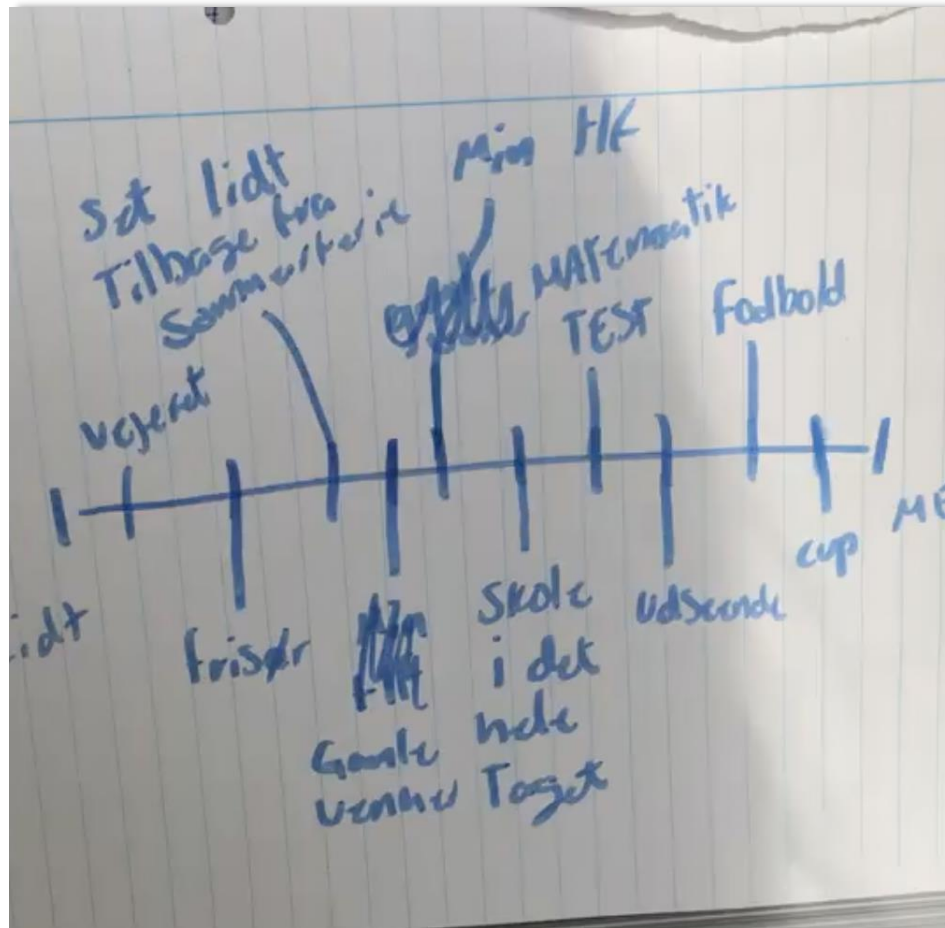 Set lidt
Tilbage fra
Sommerferie
Min HF
Matematik
TEST
Fodbold
Vejret
idt
Frisør
Gamle
venner
Skole
i det
hele
Taget
Udseende
cup
ME